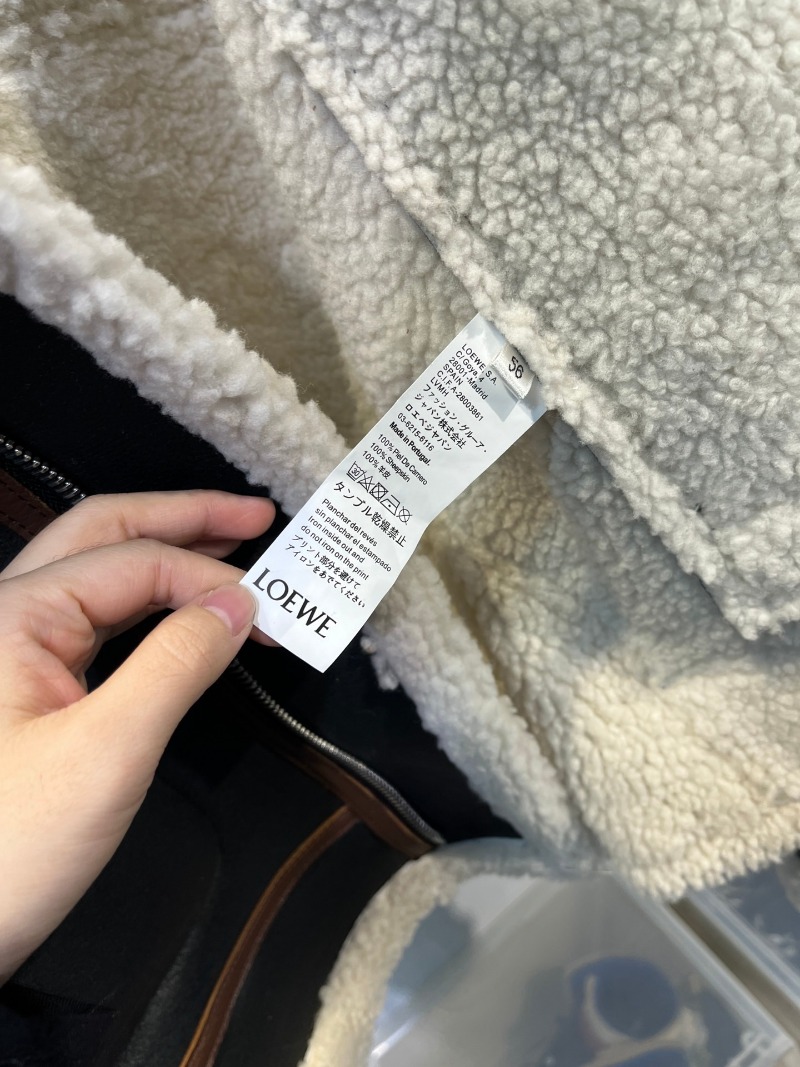 56
LOEWE S.A.
C/Goya, 4
28001-Madrid
SPAIN
C.I.F.A-28003861
LVMH
ファッション・グループ・
ジャパン株式会社
ロエベジャパン
03-6215-6116
Made in Portugal.
100% Piel De Carnero
100% Sheepskin
100% 羊皮
30
タンブル乾燥禁止
Planchar del revés
sin planchar el estampado
Iron inside out and
do not iron on the print
プリント部分を避けて
アイロンをあててください
LOEWE